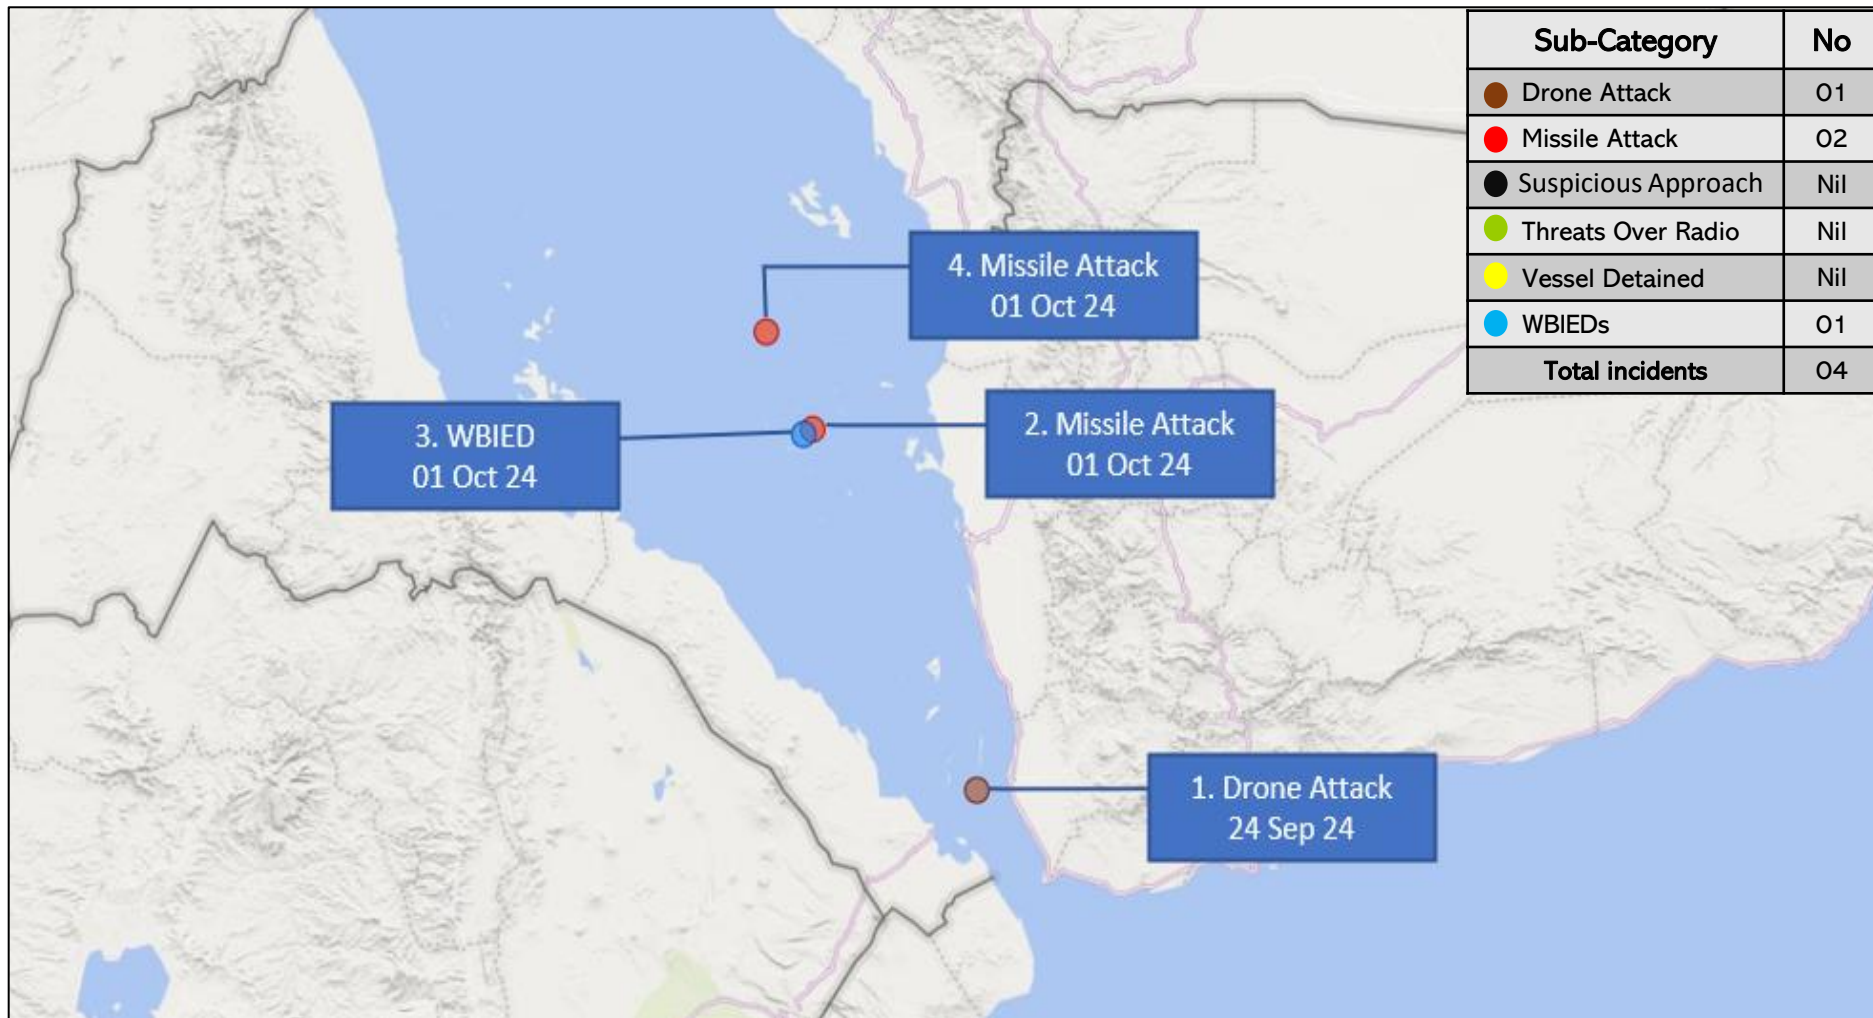 Sub-Category No
Drone Attack 01
Missile Attack 02
Suspicious Approach Nil
Threats Over Radio Nil
Vessel Detained Nil
WBIEDs 01
Total incidents 04
4. Missile Attack
01 Oct 24
2. Missile Attack
01 Oct 24
3. WBIED
01 Oct 24
1. Drone Attack
24 Sep 24